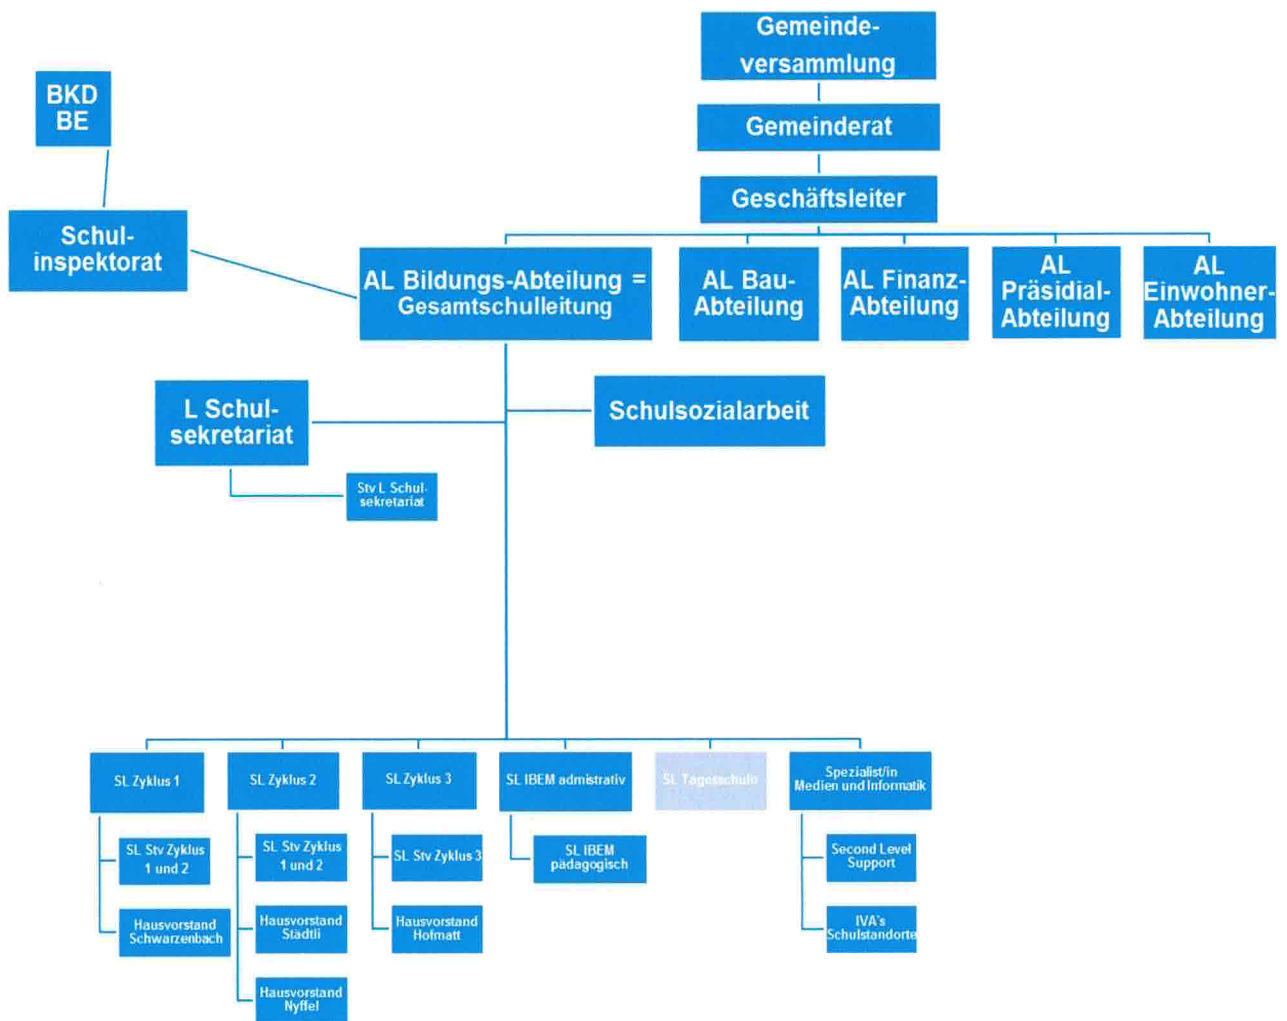 Gemeinde-
versammlung
BKD
BE
Gemeinderat
Geschäftsleiter
Schul-
inspektorat
AL Bildungs-Abteilung =
Gesamtschulleitung
AL Bau-
Abteilung
AL Finanz-
Abteilung
AL
Präsidial-
Abteilung
AL
Einwohner-
Abteilung
L Schul-
sekretariat
Schulsozialarbeit
Stv L Schul-
sekretariat
SL Zyklus 1
SL Zyklus 2
SL Zyklus 3
SL IBEM admistrativ
SL Tagesschule
Spezialist/in
Medien und Informatik
SL Stv Zyklus
1 und 2
SL Stv Zyklus
1 und 2
SL Stv Zyklus 3
SL IBEM
pädagogisch
Second Level
Support
Hausvorstand
Schwarzenbach
Hausvorstand
Städtli
Hausvorstand
Hofmatt
IVA's
Schulstandorte
Hausvorstand
Nyffel